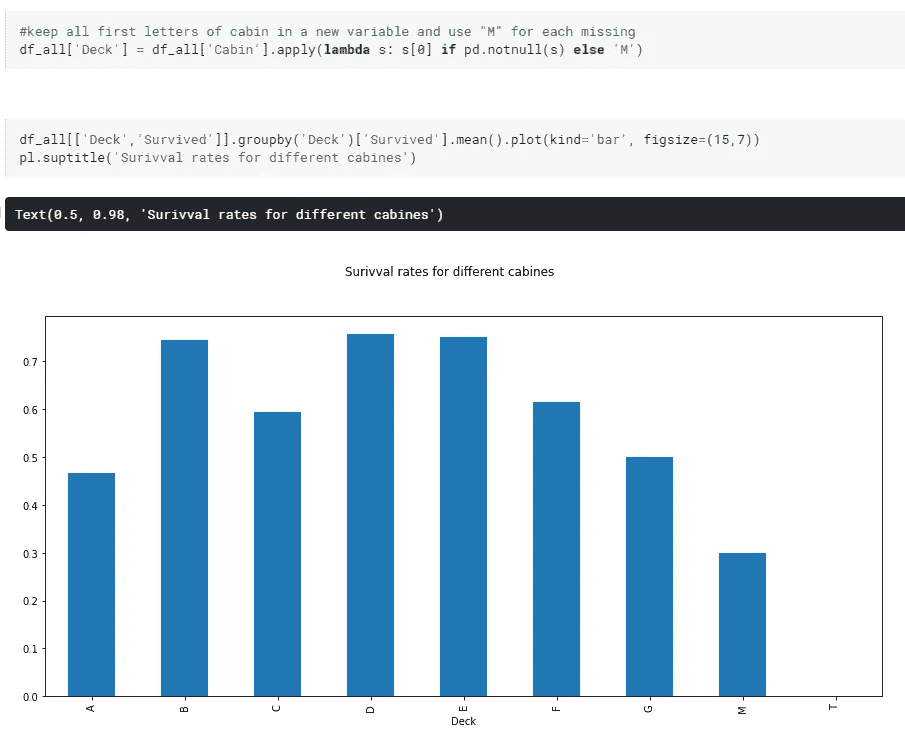 #keep all first letters of cabin in a new variable and use "M" for each missing
df_all['Deck'] = df_all['Cabin'].apply(lambda s: s[0] if pd.notnull(s) else 'M')
df_all[['Deck','Survived']].groupby('Deck')['Survived'].mean().plot(kind='bar', figsize=(15,7))
pl.suptitle('Surivval rates for different cabines')
Text(0.5, 0.98, 'Surivval rates for different cabines')
Surivval rates for different cabines
0.7
0.6
0.5
0.4
0.3
0.2
0.1
0.0
A B C D E F G M T
Deck